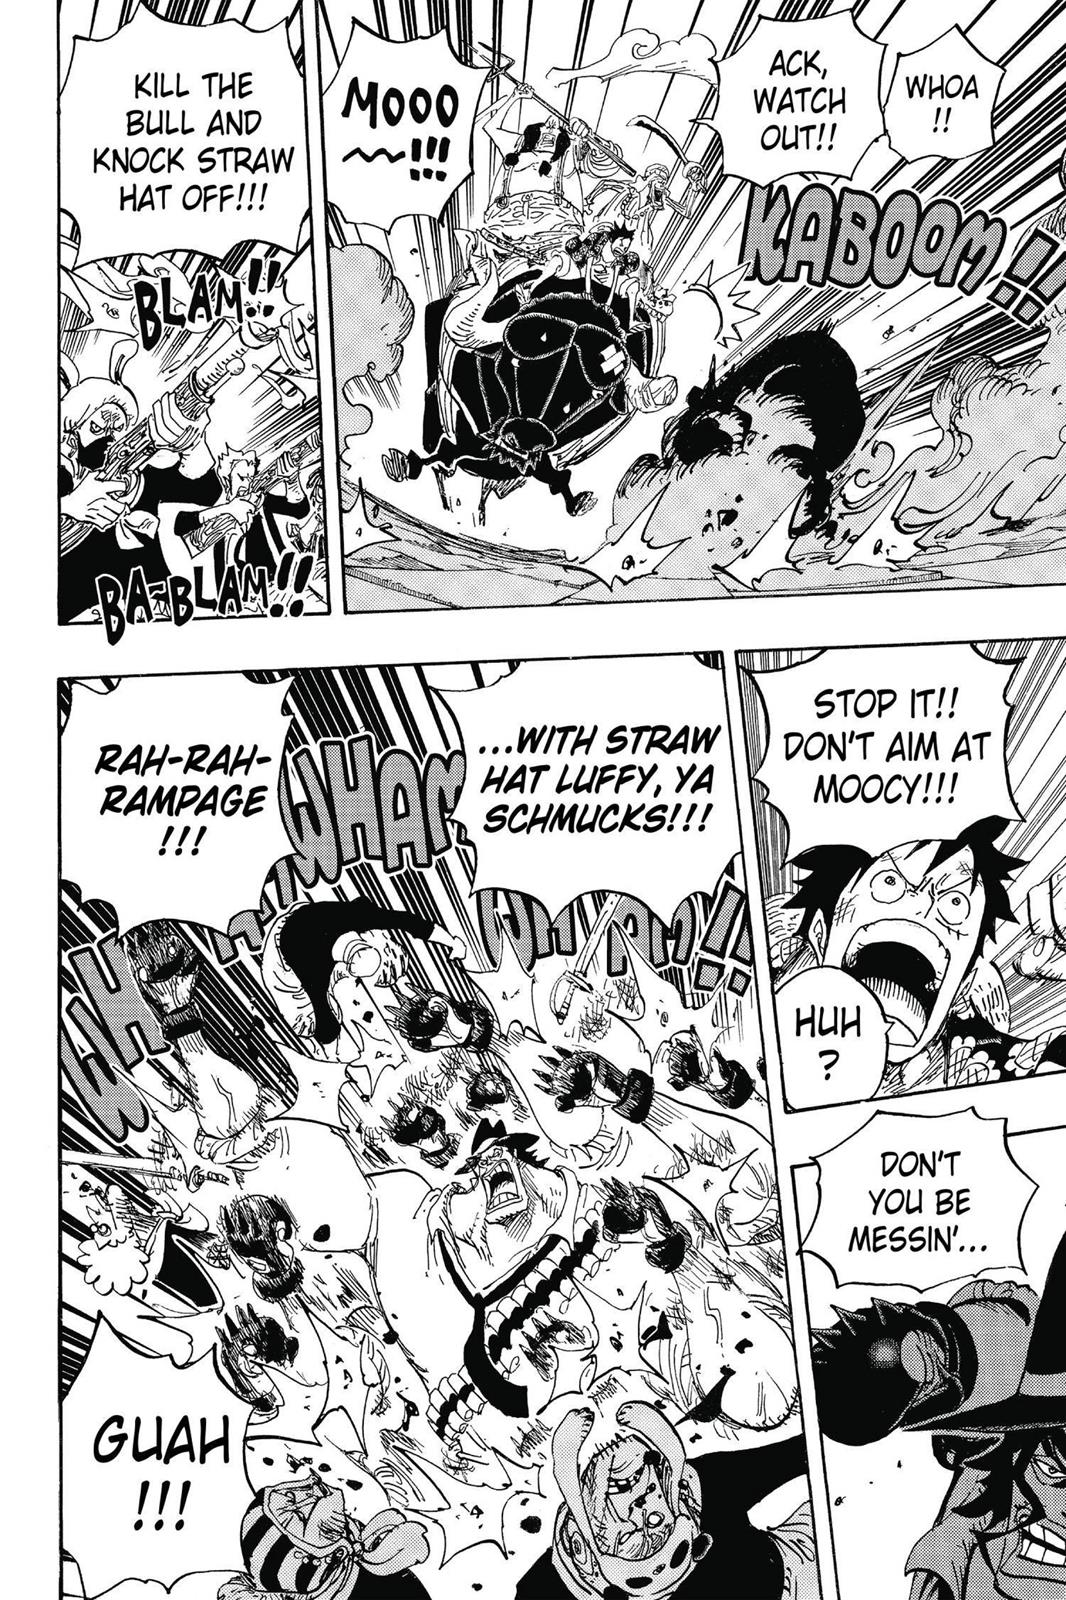 WHOA
!!
ACK,
WATCH
OUT!!
KABOOM!!
MOOO
!!!
KILL THE
BULL AND
KNOCK STRAW
HAT OFF!!!
BLAM!!
BA-BLAM!!
STOP IT!!
DON'T AIM AT
MOOCY!!!
HUH
?
DON'T
YOU BE
MESSIN'...
...WITH STRAW
HAT LUFFY, YA
SCHMUCKS!!!
RAH-RAH-
RAMPAGE
!!!
WHAM
!!
GUAH
!!!